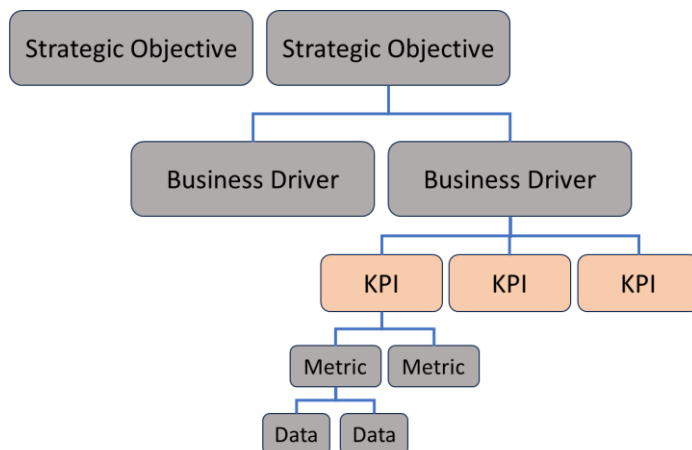 Strategic Objective
Strategic Objective
Business Driver
Business Driver
KPI
KPI
KPI
Metric
Metric
Data
Data